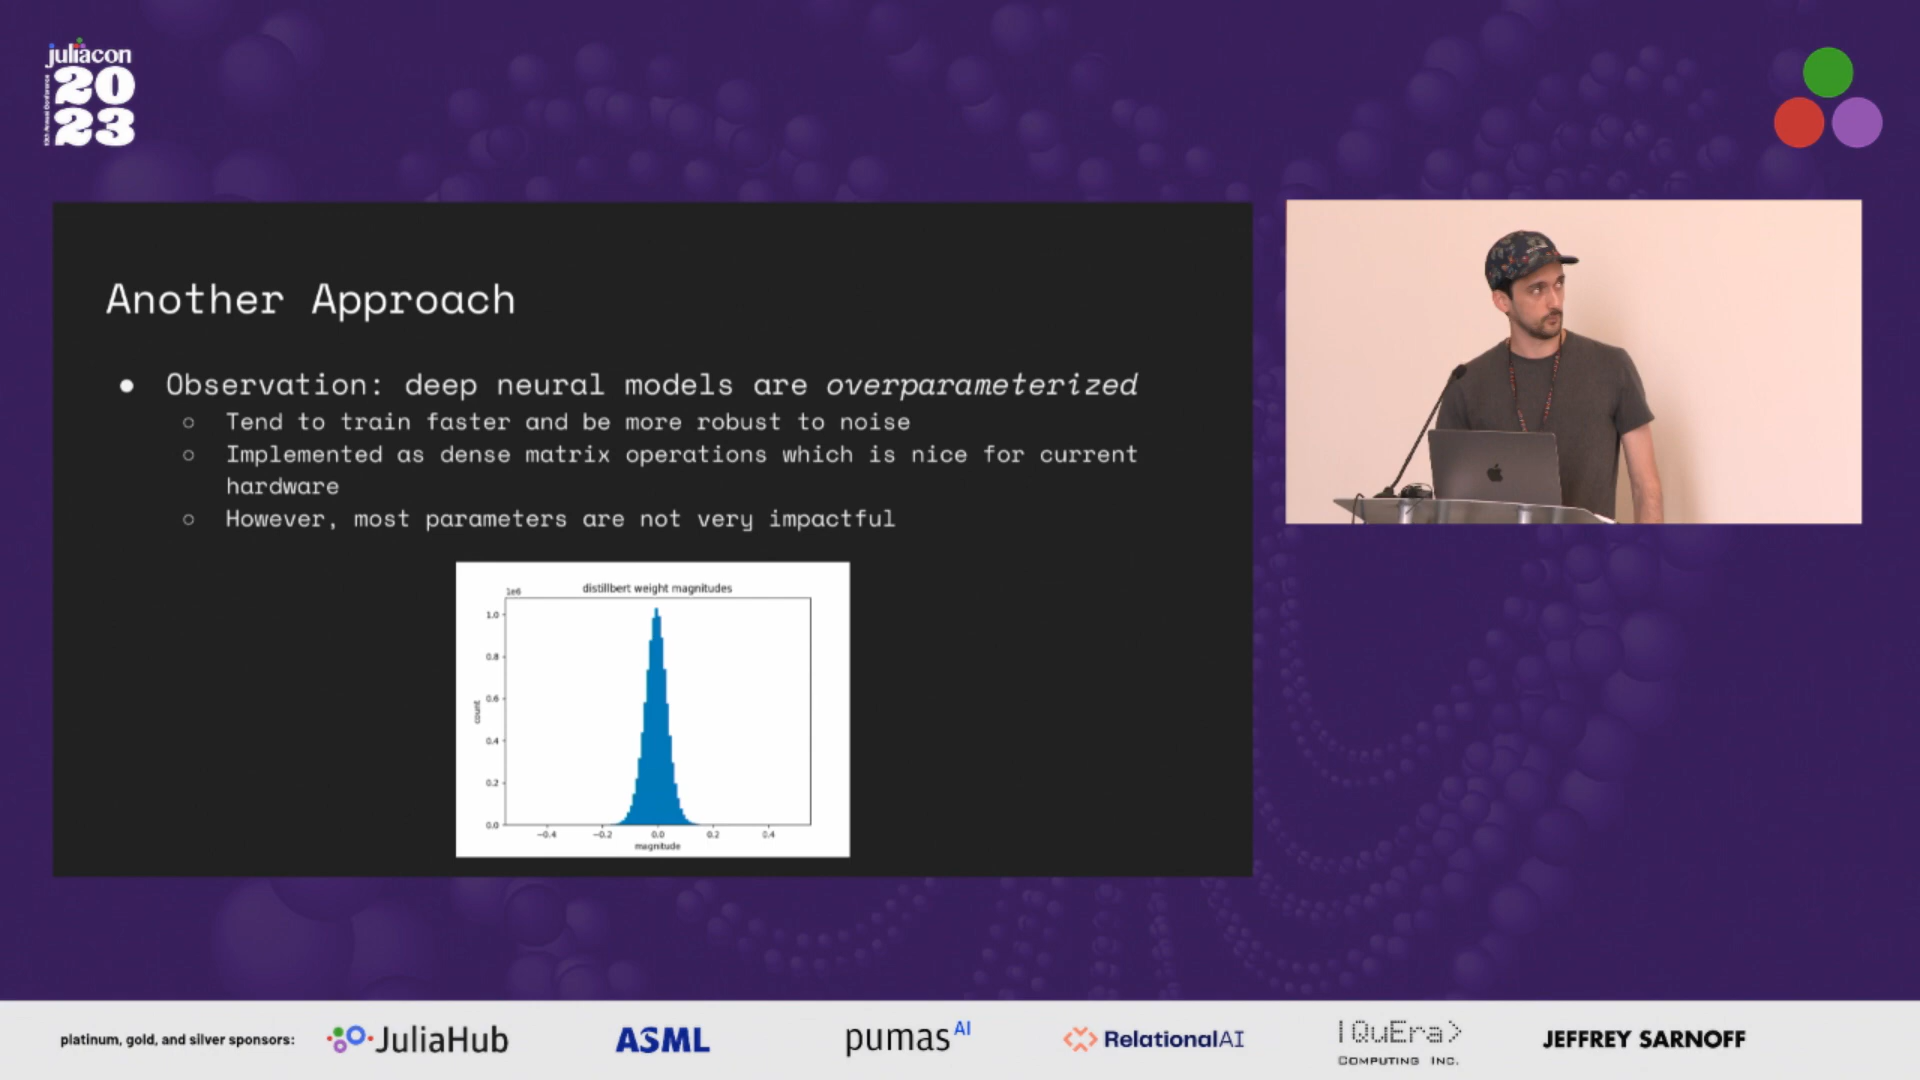 juliacon
20
23
Another Approach
● Observation: deep neural models are overparameterized
○ Tend to train faster and be more robust to noise
○ Implemented as dense matrix operations which is nice for current
hardware
○ However, most parameters are not very impactful
distillbert weight magnitudes
1e6
1.0
0.8
0.6
0.4
0.2
0.0
count
−0.4 −0.2 0.0 0.2 0.4
magnitude
platinum, gold, and silver sponsors:
JuliaHub
ASML
pumas AI
RelationalAI
|QuEra>
COMPUTING INC.
JEFFREY SARNOFF